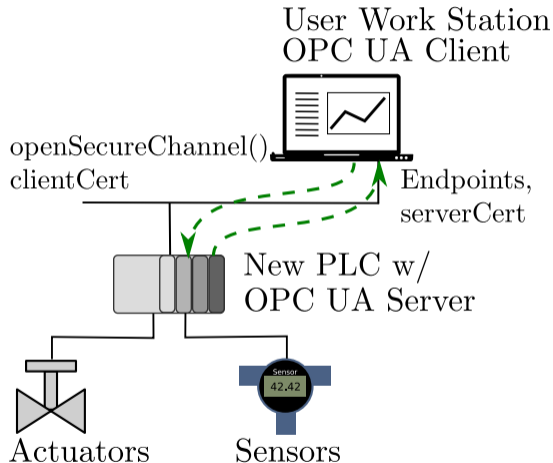 User Work Station
OPC UA Client
openSecureChannel(),
clientCert
Endpoints,
serverCert
New PLC w/
OPC UA Server
Sensor
42.42
Actuators
Sensors